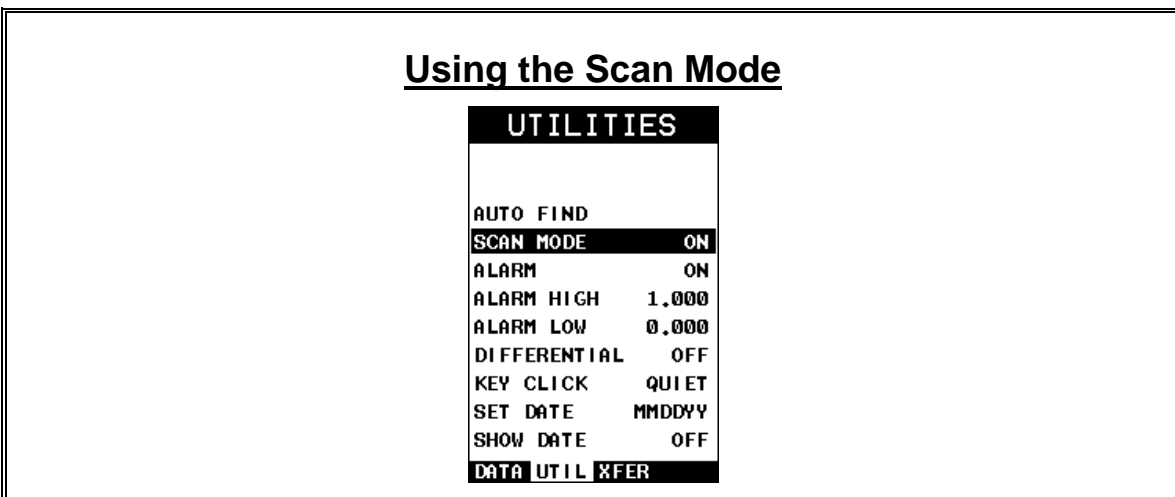 Using the Scan Mode
UTILITIES
AUTO FIND
SCAN MODE ON
ALARM ON
ALARM HIGH 1.000
ALARM LOW 0.000
DIFFERENTIAL OFF
KEY CLICK QUIET
SET DATE MMDDYY
SHOW DATE OFF
DATA UTIL XFER